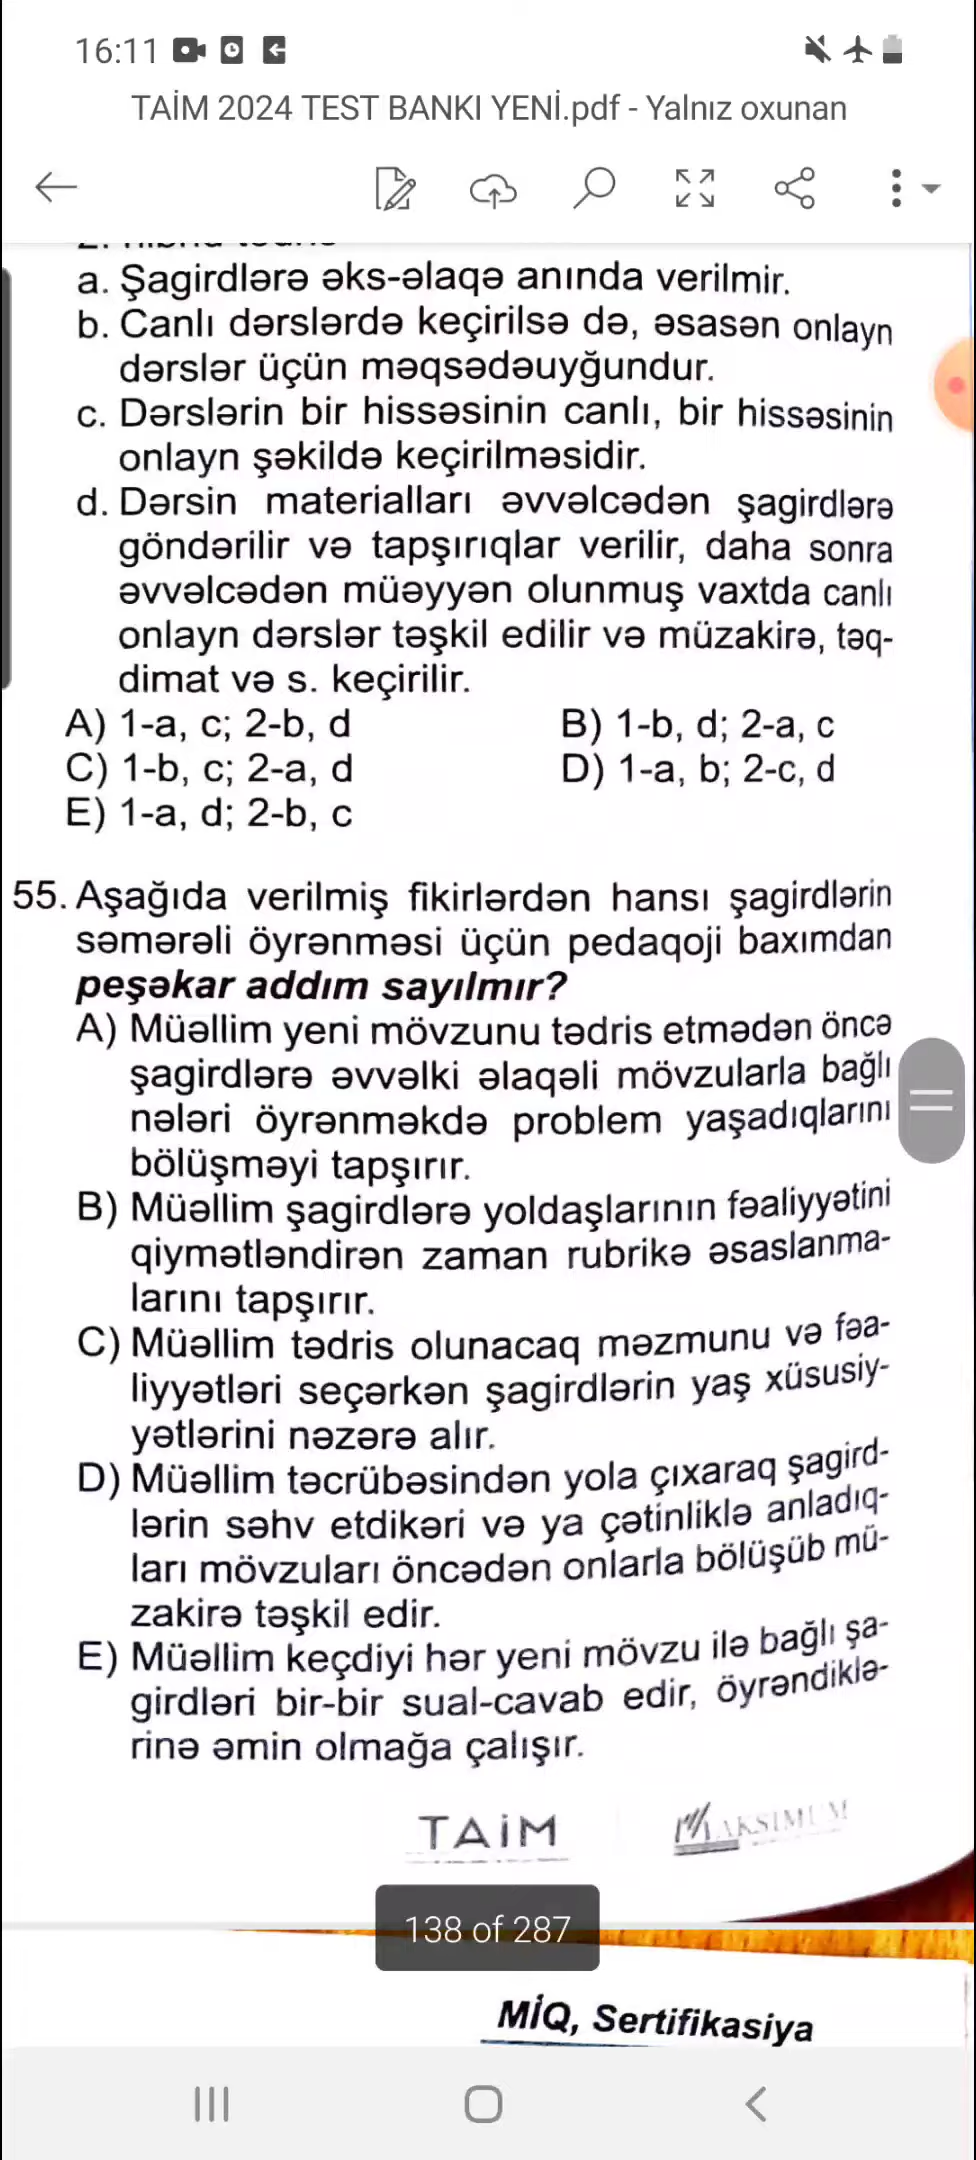 16:11
TAİM 2024 TEST BANKI YENİ.pdf - Yalnız oxunan
a. Şagirdlərə əks-əlaqə anında verilmir.
b. Canlı dərslərdə keçirilsə də, əsasən onlayn
dərslər üçün məqsədəuyğundur.
c. Dərslərin bir hissəsinin canlı, bir hissəsinin
onlayn şəkildə keçirilməsidir.
d. Dərsin materialları əvvəlcədən şagirdlərə
göndərilir və tapşırıqlar verilir, daha sonra
əvvəlcədən müəyyən olunmuş vaxtda canlı
onlayn dərslər təşkil edilir və müzakirə, təq-
dimat və s. keçirilir.
A) 1-a, c; 2-b, d B) 1-b, d; 2-a, c
C) 1-b, c; 2-a, d D) 1-a, b; 2-c, d
E) 1-a, d; 2-b, c
55. Aşağıda verilmiş fikirlərdən hansı şagirdlərin
səmərəli öyrənməsi üçün pedaqoji baxımdan
peşəkar addım sayılmır?
A) Müəllim yeni mövzunu tədris etmədən öncə
şagirdlərə əvvəlki əlaqəli mövzularla bağlı
nələri öyrənməkdə problem yaşadıqlarını
bölüşməyi tapşırır.
B) Müəllim şagirdlərə yoldaşlarının fəaliyyətini
qiymətləndirən zaman rubrikə əsaslanma-
larını tapşırır.
C) Müəllim tədris olunacaq məzmunu və fəa-
liyyətləri seçərkən şagirdlərin yaş xüsusiy-
yətlərini nəzərə alır.
D) Müəllim təcrübəsindən yola çıxaraq şagird-
lərin səhv etdikəri və ya çətinliklə anladıq-
ları mövzuları öncədən onlarla bölüşüb mü-
zakirə təşkil edir.
E) Müəllim keçdiyi hər yeni mövzu ilə bağlı şa-
girdləri bir-bir sual-cavab edir, öyrəndiklə-
rinə əmin olmağa çalışır.
TAİM MAKSIMUM
138 of 287
MİQ, Sertifikasiya